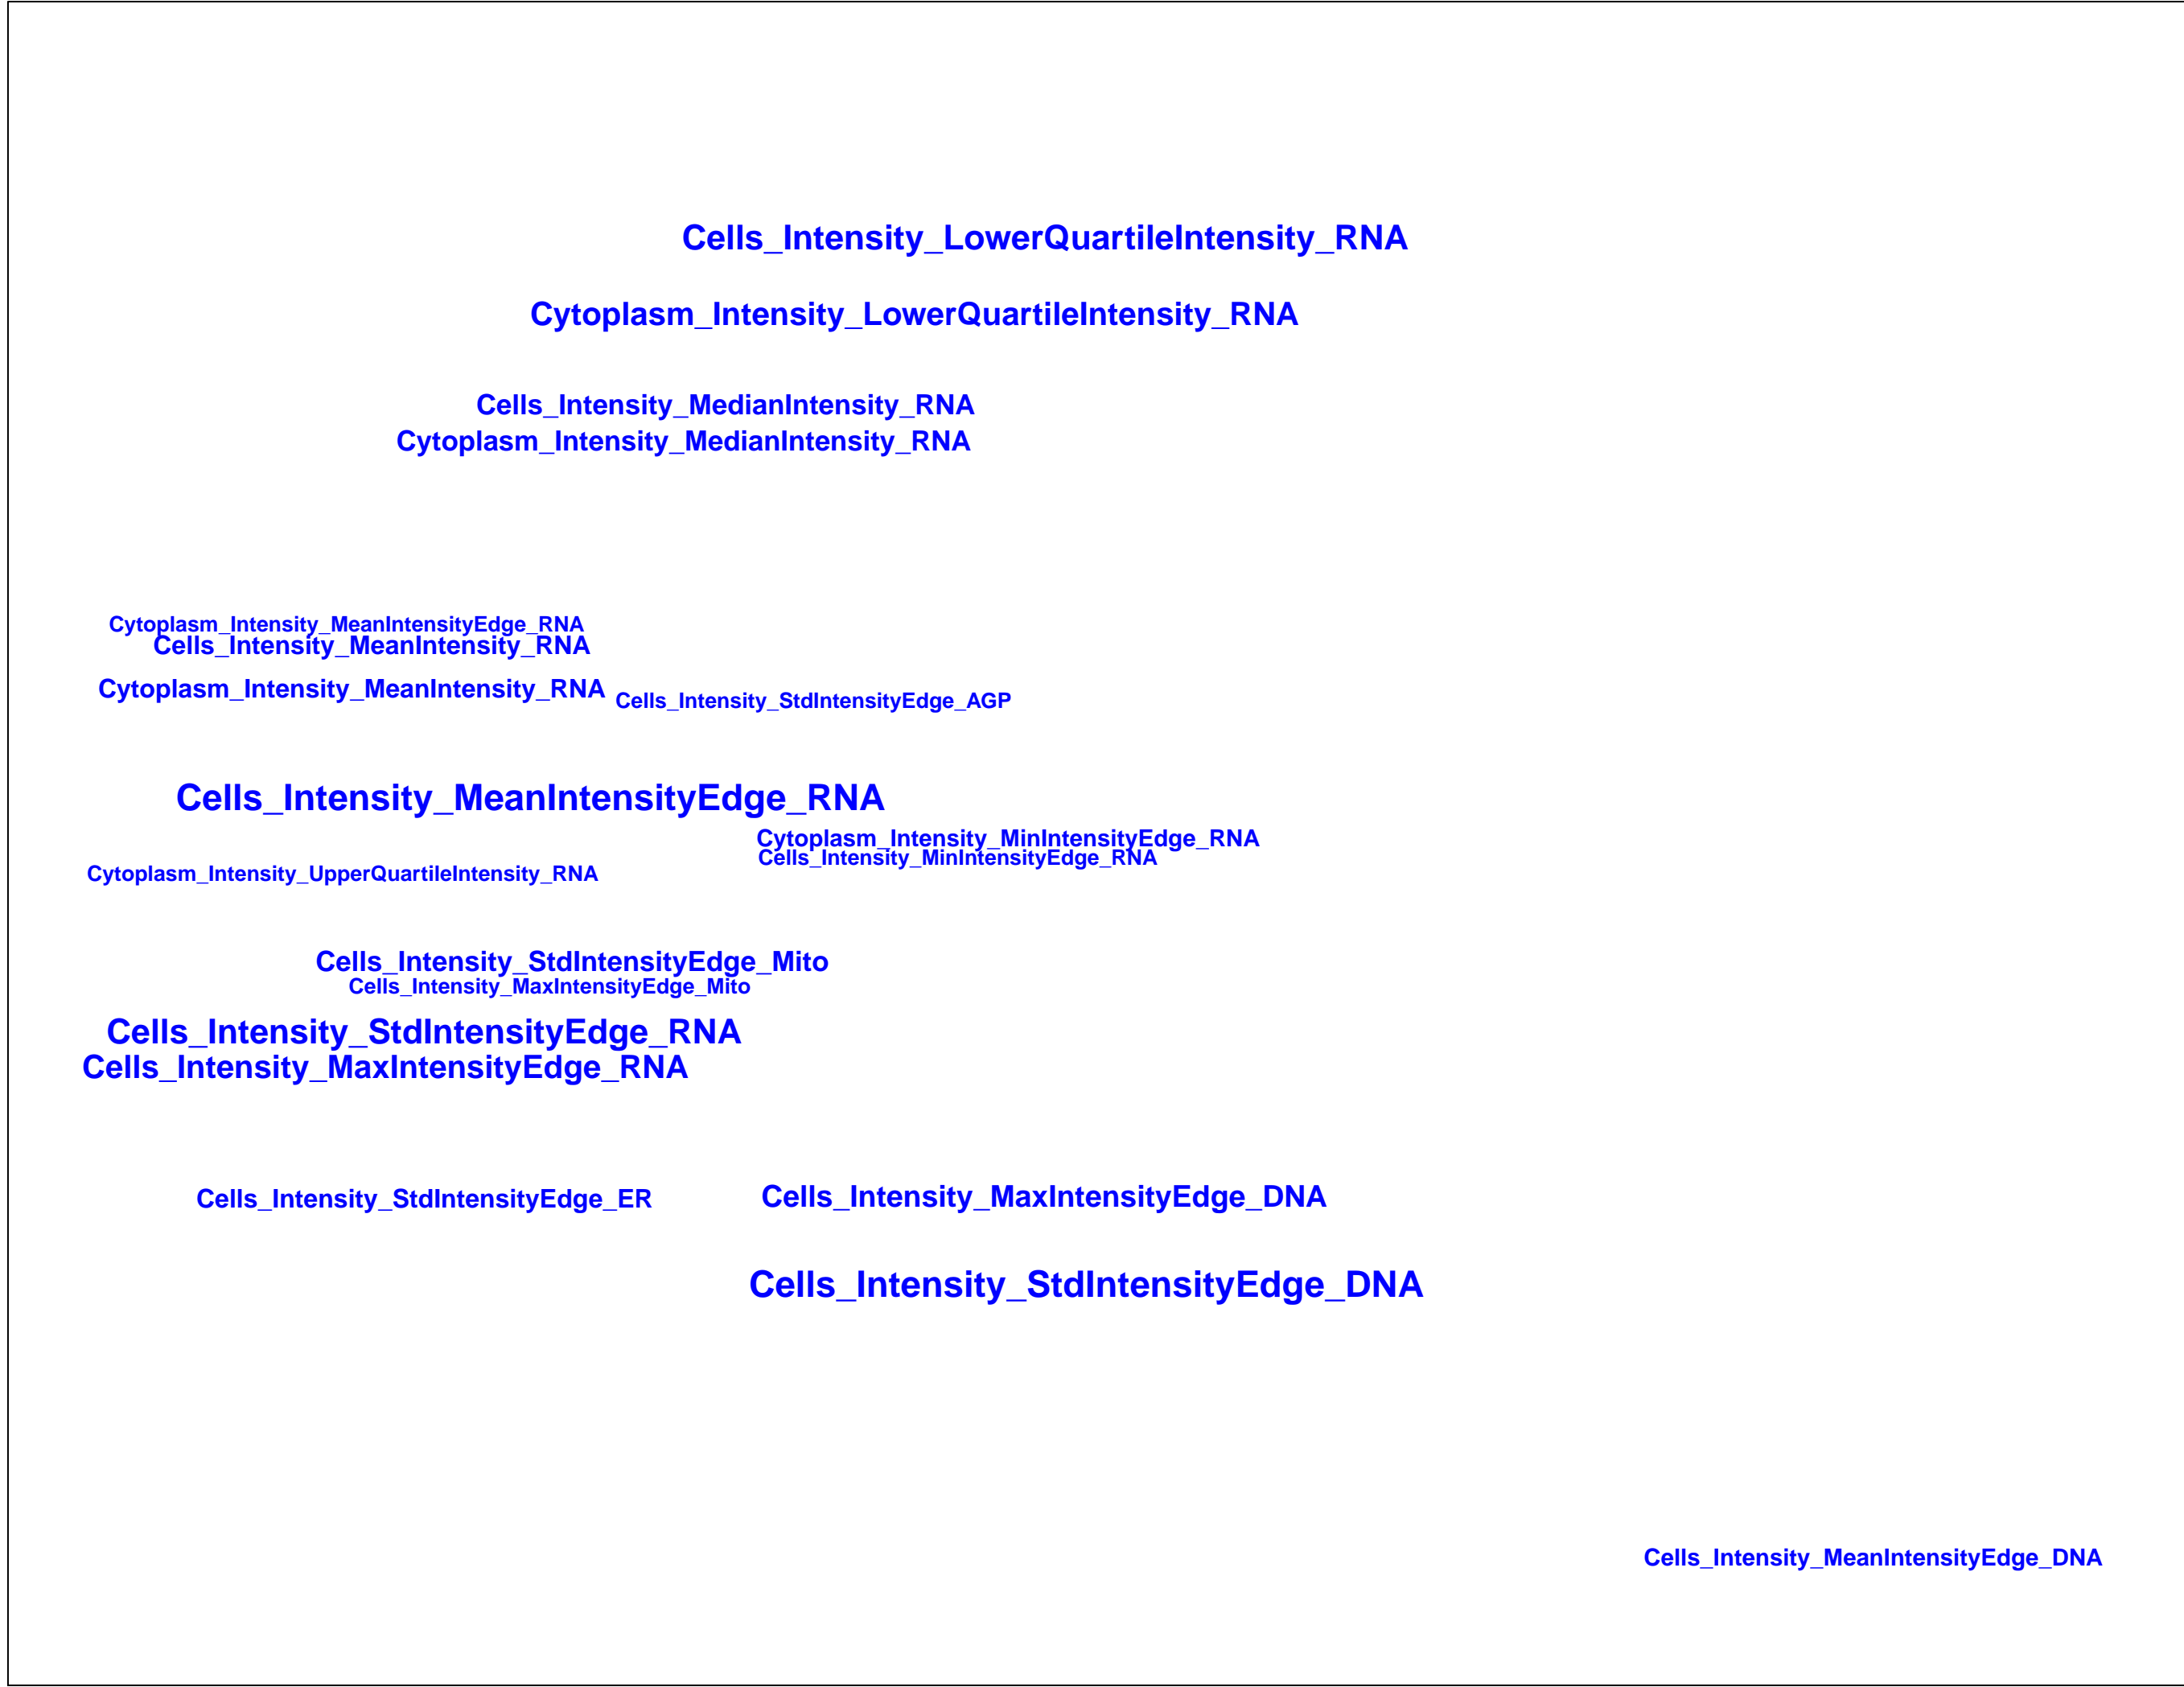 Cells_Intensity_LowerQuartileIntensity_RNA
Cytoplasm_Intensity_LowerQuartileIntensity_RNA
Cells_Intensity_MedianIntensity_RNA
Cytoplasm_Intensity_MedianIntensity_RNA
Cytoplasm_Intensity_MeanIntensityEdge_RNA
Cells_Intensity_MeanIntensity_RNA
Cytoplasm_Intensity_MeanIntensity_RNA
Cells_Intensity_StdIntensityEdge_AGP
Cells_Intensity_MeanIntensityEdge_RNA
Cytoplasm_Intensity_MinIntensityEdge_RNA
Cells_Intensity_MinIntensityEdge_RNA
Cytoplasm_Intensity_UpperQuartileIntensity_RNA
Cells_Intensity_StdIntensityEdge_Mito
Cells_Intensity_MaxIntensityEdge_Mito
Cells_Intensity_StdIntensityEdge_RNA
Cells_Intensity_MaxIntensityEdge_RNA
Cells_Intensity_StdIntensityEdge_ER
Cells_Intensity_MaxIntensityEdge_DNA
Cells_Intensity_StdIntensityEdge_DNA
Cells_Intensity_MeanIntensityEdge_DNA